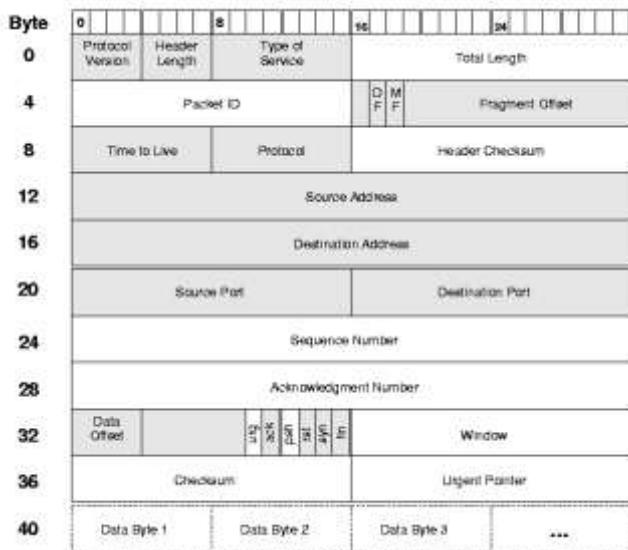 Byte 0 8 16 24
0 Protocol Version Header Length Type of Service Total Length
4 Packet ID DF MF Fragment Offset
8 Time to Live Protocol Header Checksum
12 Source Address
16 Destination Address
20 Source Port Destination Port
24 Sequence Number
28 Acknowledgment Number
32 Data Offset urg ack psh rst syn fin Window
36 Checksum Urgent Pointer
40 Data Byte 1 Data Byte 2 Data Byte 3 ...